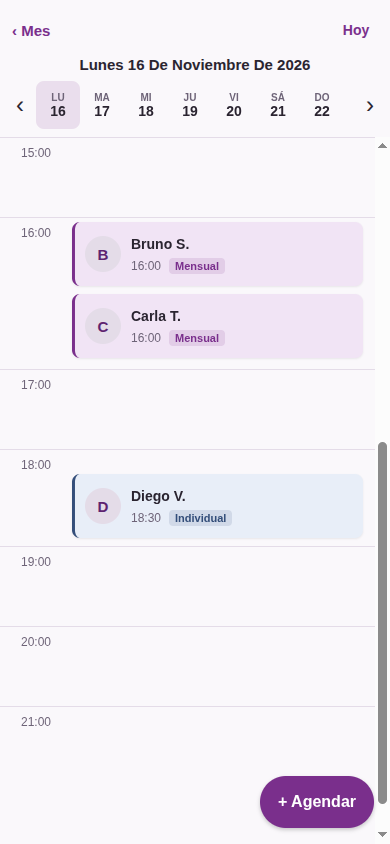 ‹ Mes
Hoy
Lunes 16 De Noviembre De 2026
‹ LU MA MI JU VI SÁ DO ›
16 17 18 19 20 21 22
15:00
16:00
B
Bruno S.
16:00 Mensual
C
Carla T.
16:00 Mensual
17:00
18:00
D
Diego V.
18:30 Individual
19:00
20:00
21:00
+ Agendar